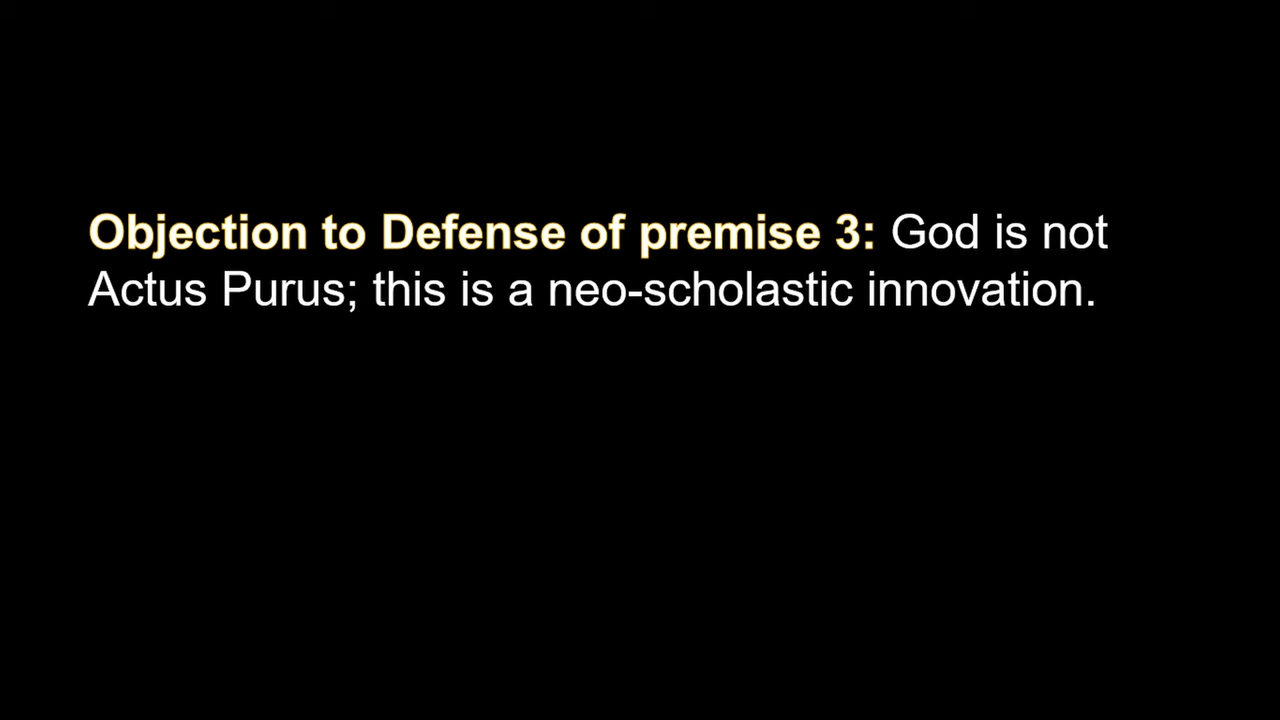 Objection to Defense of premise 3: God is not
Actus Purus; this is a neo-scholastic innovation.